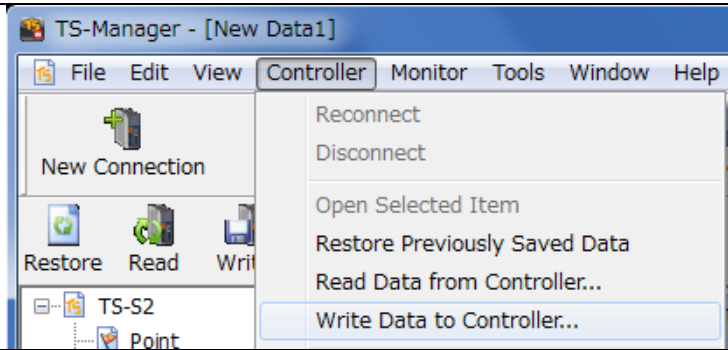 TS-Manager - [New Data1]
File Edit View Controller Monitor Tools Window Help
New Connection
Restore Read Writ
TS-S2
Point
Reconnect
Disconnect
Open Selected Item
Restore Previously Saved Data
Read Data from Controller...
Write Data to Controller...